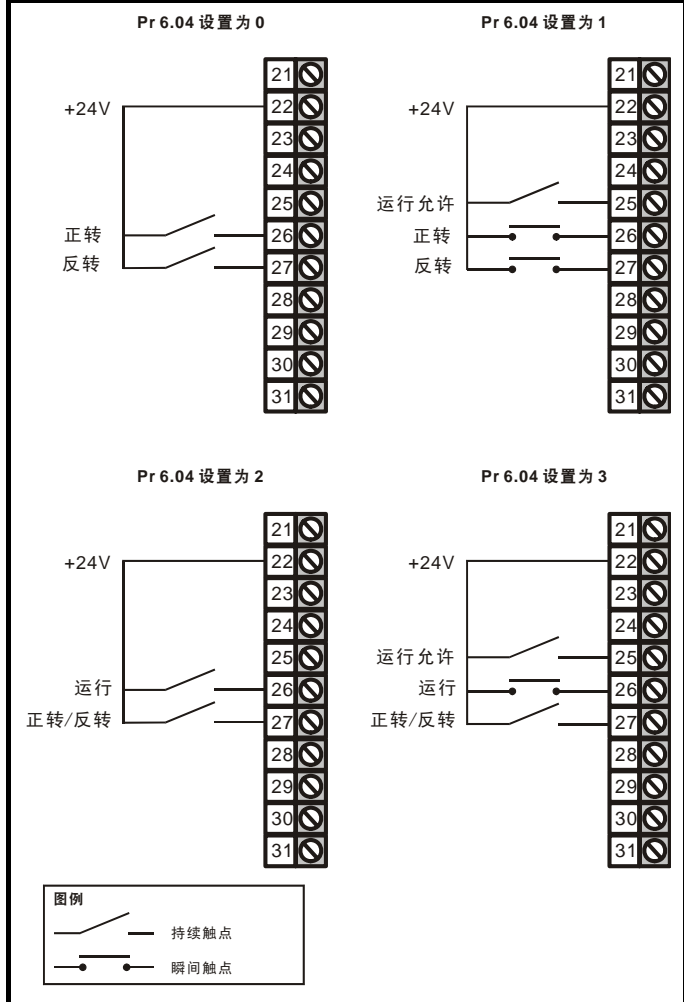 Pr 6.04 设置为 0
21
+24V 22
23
24
25
正转 26
反转 27
28
29
30
31
Pr 6.04 设置为 1
21
+24V 22
23
24
运行允许 25
正转 26
反转 27
28
29
30
31
Pr 6.04 设置为 2
21
+24V 22
23
24
25
运行 26
正转/反转 27
28
29
30
31
Pr 6.04 设置为 3
21
+24V 22
23
24
运行允许 25
运行 26
正转/反转 27
28
29
30
31
图例
持续触点
瞬间触点